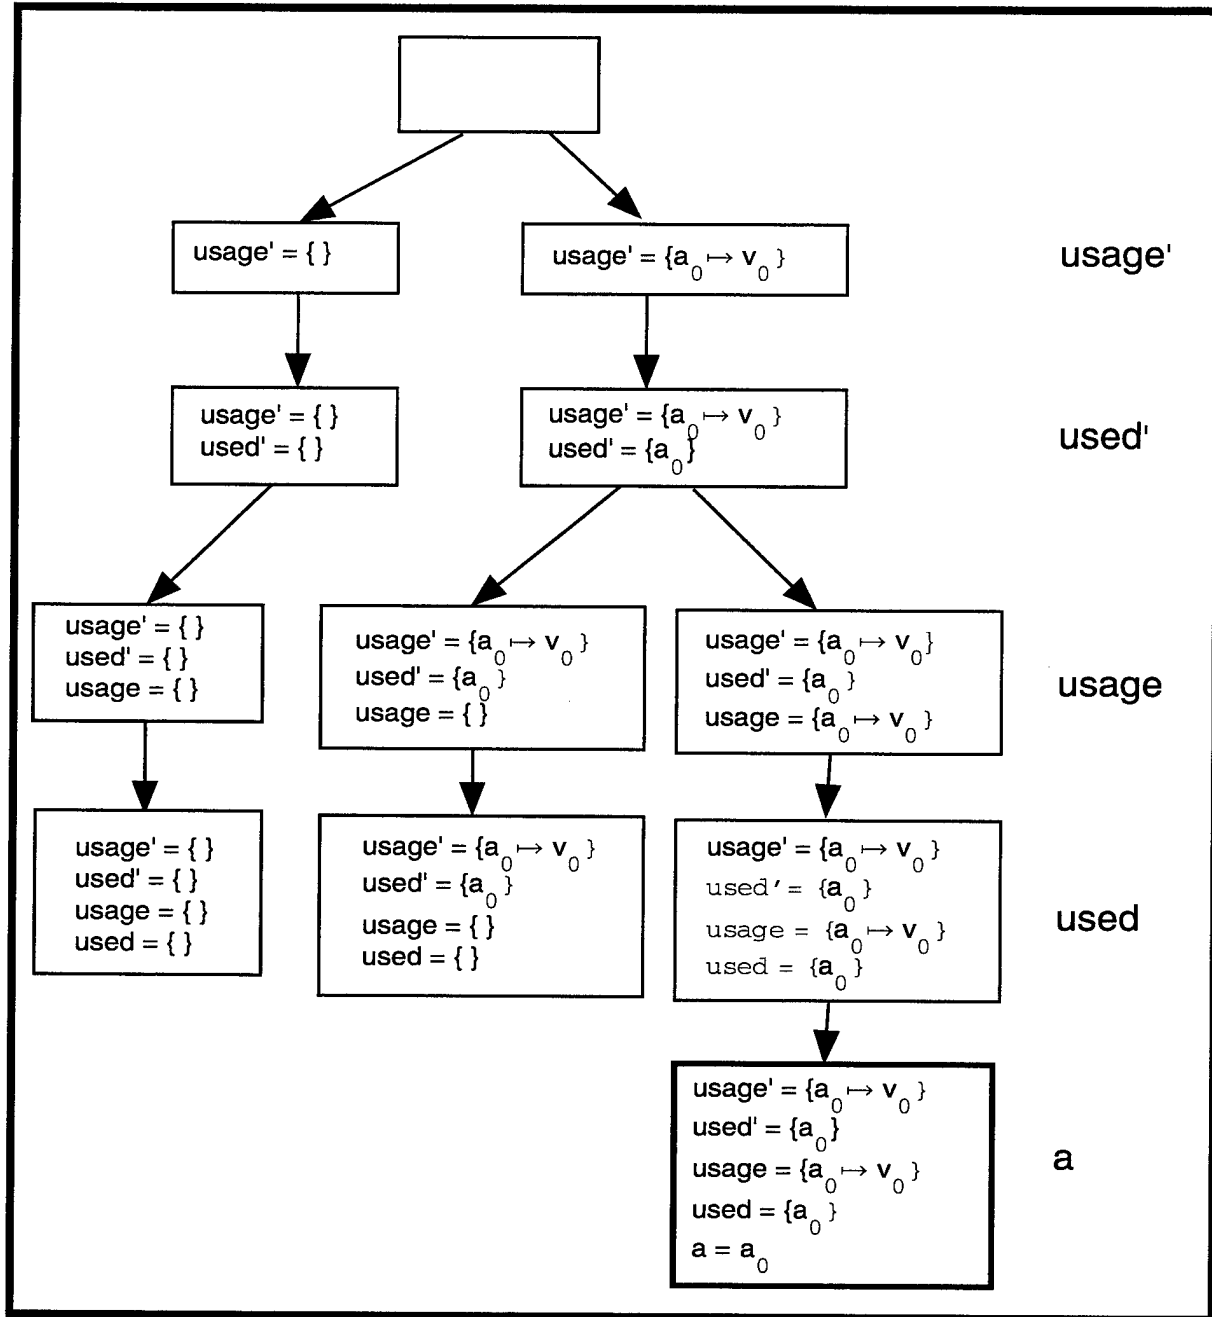 usage' = { }
usage' = {a₀ ↦ v₀ }
usage'
usage' = { }
used' = { }
usage' = {a₀ ↦ v₀ }
used' = {a₀}
used'
usage' = { }
used' = { }
usage = { }
usage' = {a₀ ↦ v₀ }
used' = {a₀}
usage = { }
usage' = {a₀ ↦ v₀ }
used' = {a₀}
usage = {a₀ ↦ v₀ }
usage
usage' = { }
used' = { }
usage = { }
used = { }
usage' = {a₀ ↦ v₀ }
used' = {a₀}
usage = { }
used = { }
usage' = {a₀ ↦ v₀ }
used' = {a₀}
usage = {a₀ ↦ v₀ }
used = {a₀}
used
usage' = {a₀ ↦ v₀ }
used' = {a₀}
usage = {a₀ ↦ v₀ }
used = {a₀}
a = a₀
a